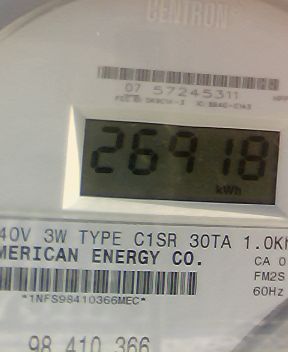 CENTRON
07 57245311
26918
kWh
40V 3W TYPE C1SR 30TA 1.0Kh
MERICAN ENERGY CO.
CA 0
FM2S
60Hz
*1NFS98410366MEC*
98 410 366